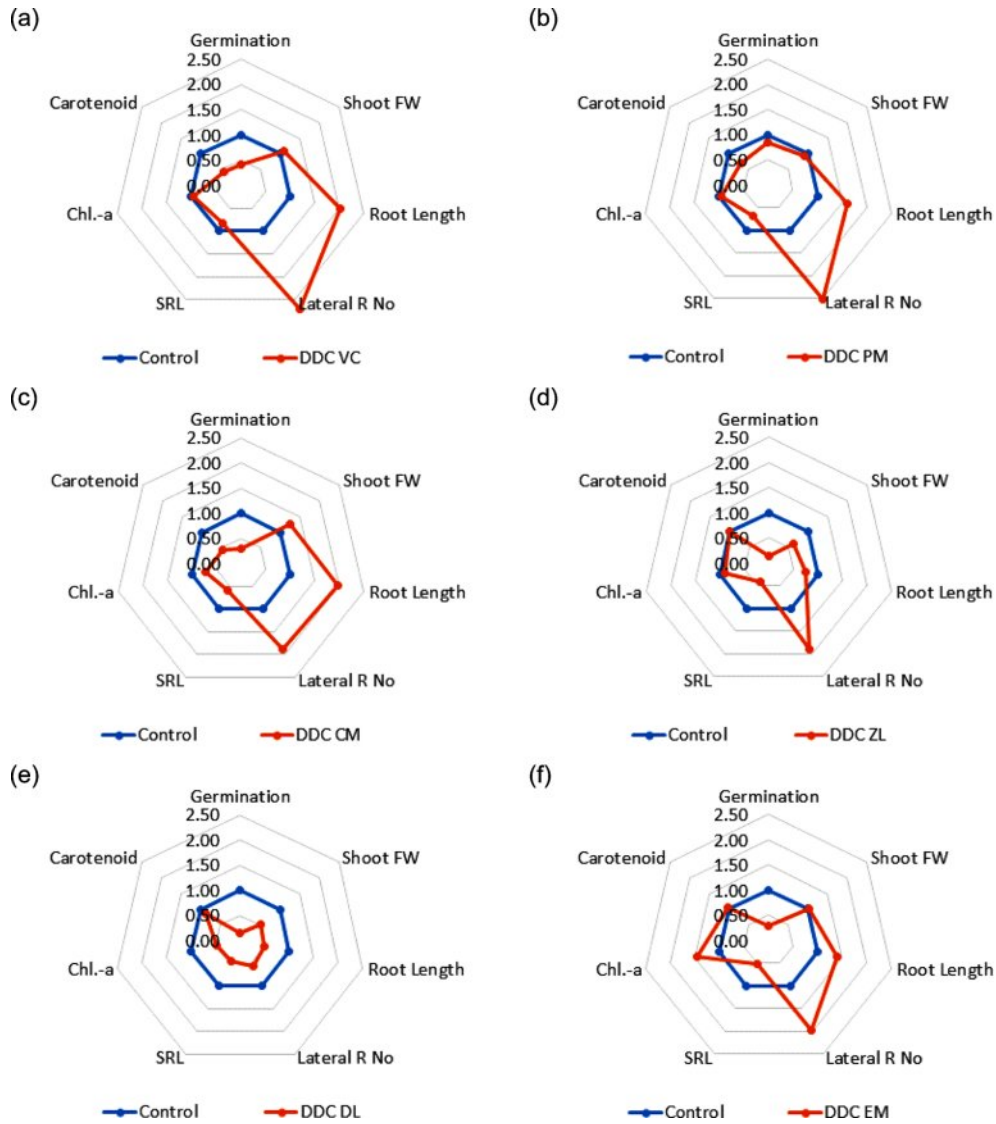 (a)
Germination
2.50
2.00
1.50
1.00
0.50
0.00
Shoot FW
Root Length
Lateral R No
SRL
Chl.-a
Carotenoid
Control DDC VC
(b)
Germination
2.50
2.00
1.50
1.00
0.50
0.00
Shoot FW
Root Length
Lateral R No
SRL
Chl.-a
Carotenoid
Control DDC PM
(c)
Germination
2.50
2.00
1.50
1.00
0.50
0.00
Shoot FW
Root Length
Lateral R No
SRL
Chl.-a
Carotenoid
Control DDC CM
(d)
Germination
2.50
2.00
1.50
1.00
0.50
0.00
Shoot FW
Root Length
Lateral R No
SRL
Chl.-a
Carotenoid
Control DDC ZL
(e)
Germination
2.50
2.00
1.50
1.00
0.50
0.00
Shoot FW
Root Length
Lateral R No
SRL
Chl.-a
Carotenoid
Control DDC DL
(f)
Germination
2.50
2.00
1.50
1.00
0.50
0.00
Shoot FW
Root Length
Lateral R No
SRL
Chl.-a
Carotenoid
Control DDC EM